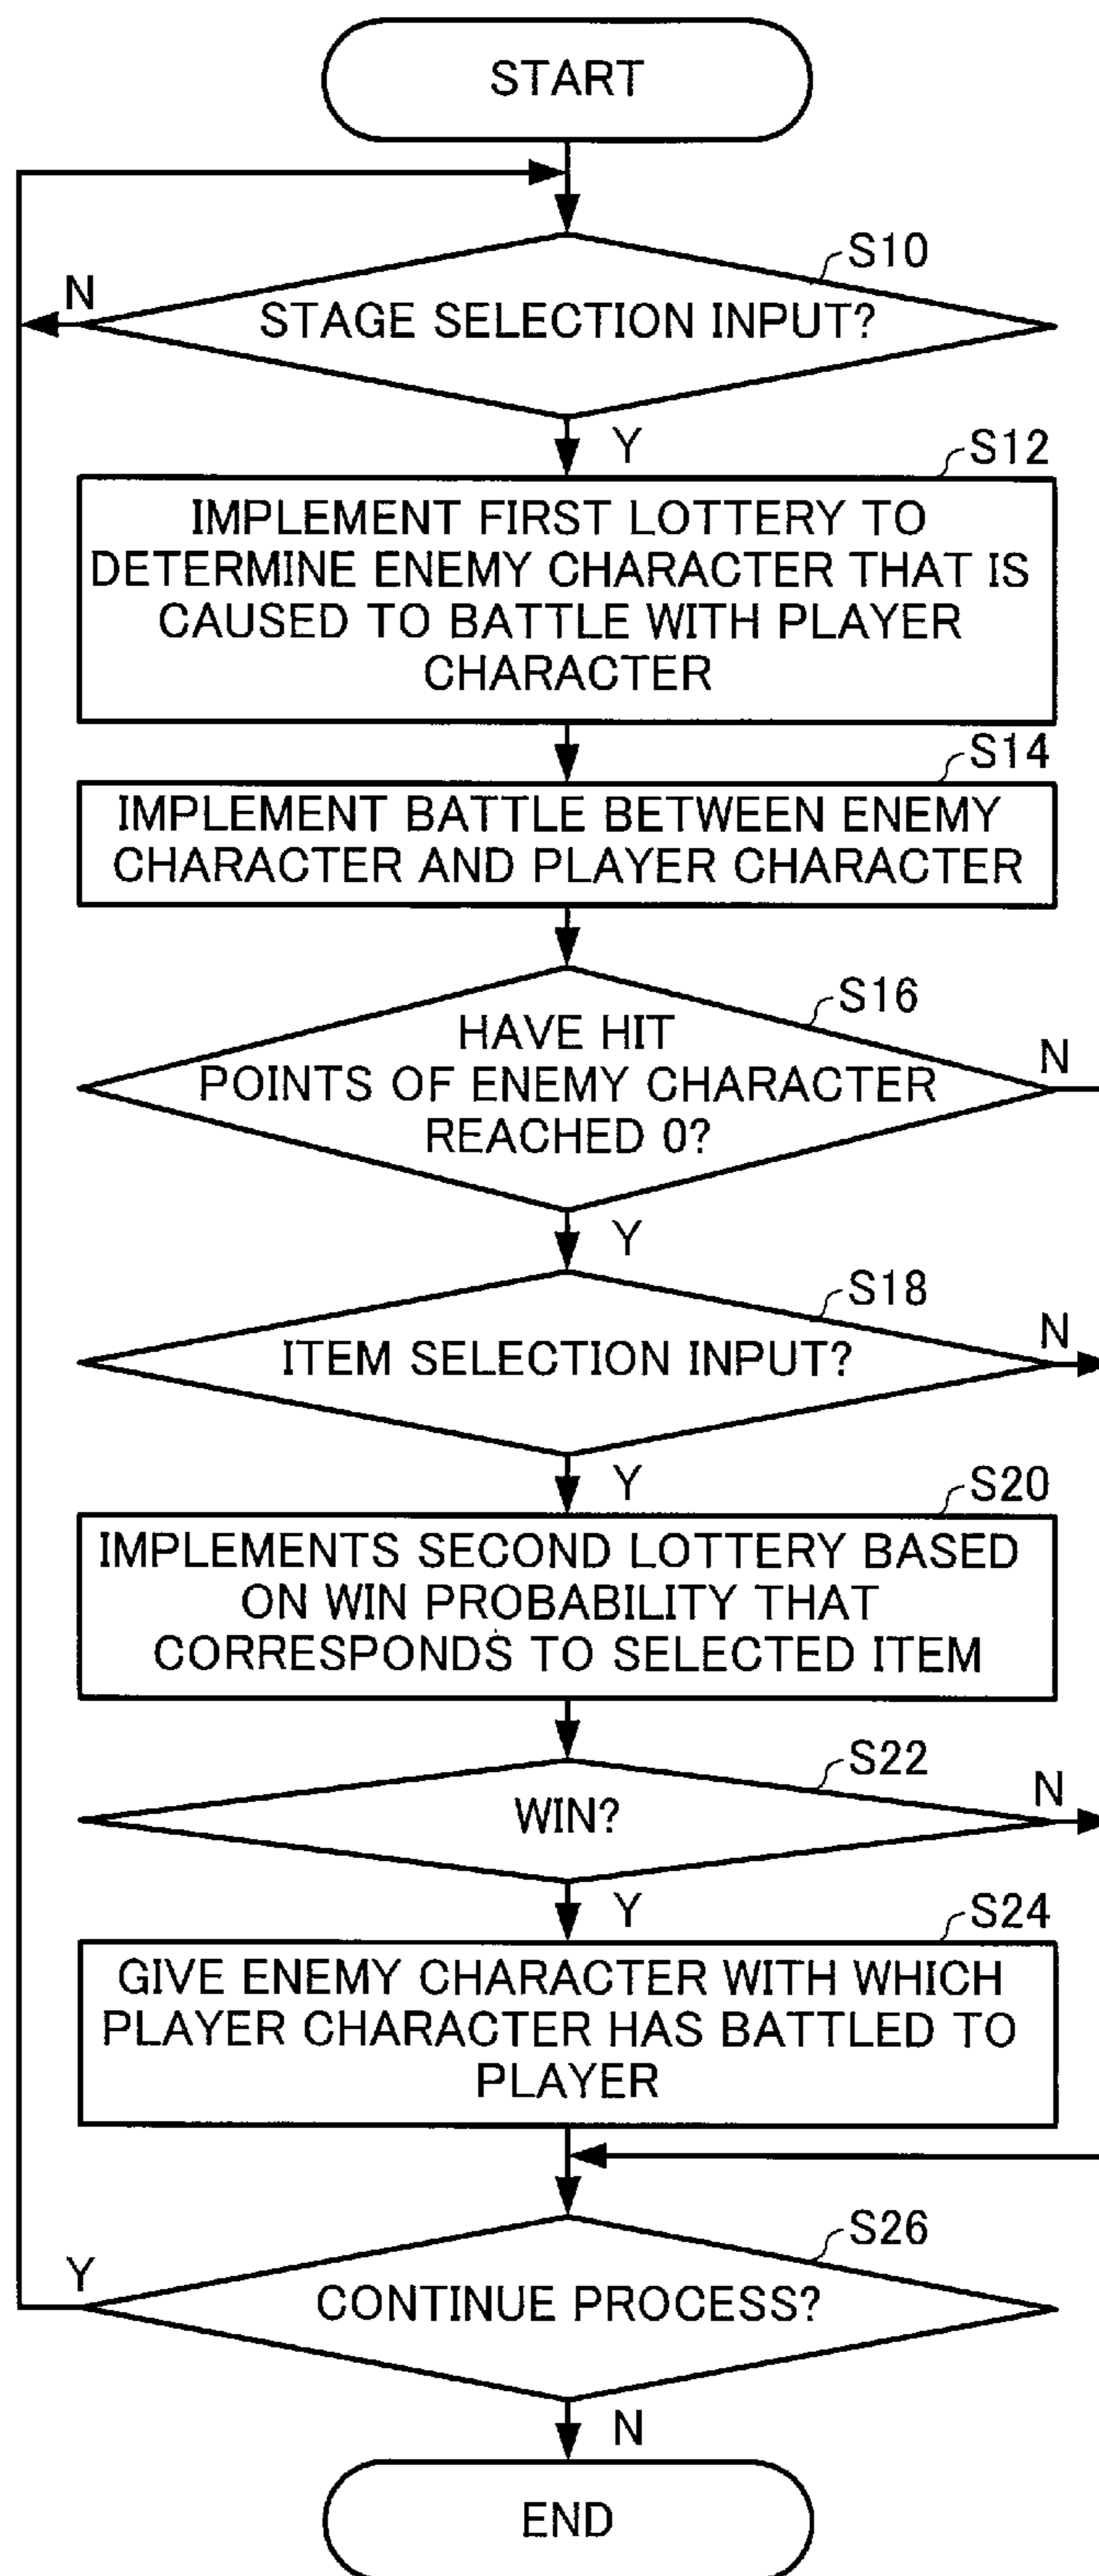 START
S10
N
STAGE SELECTION INPUT?
Y
S12
IMPLEMENT FIRST LOTTERY TO
DETERMINE ENEMY CHARACTER THAT IS
CAUSED TO BATTLE WITH PLAYER
CHARACTER
S14
IMPLEMENT BATTLE BETWEEN ENEMY
CHARACTER AND PLAYER CHARACTER
S16
HAVE HIT
POINTS OF ENEMY CHARACTER
REACHED 0?
N
Y
S18
ITEM SELECTION INPUT?
N
Y
S20
IMPLEMENTS SECOND LOTTERY BASED
ON WIN PROBABILITY THAT
CORRESPONDS TO SELECTED ITEM
S22
WIN?
N
Y
S24
GIVE ENEMY CHARACTER WITH WHICH
PLAYER CHARACTER HAS BATTLED TO
PLAYER
S26
Y
CONTINUE PROCESS?
N
END